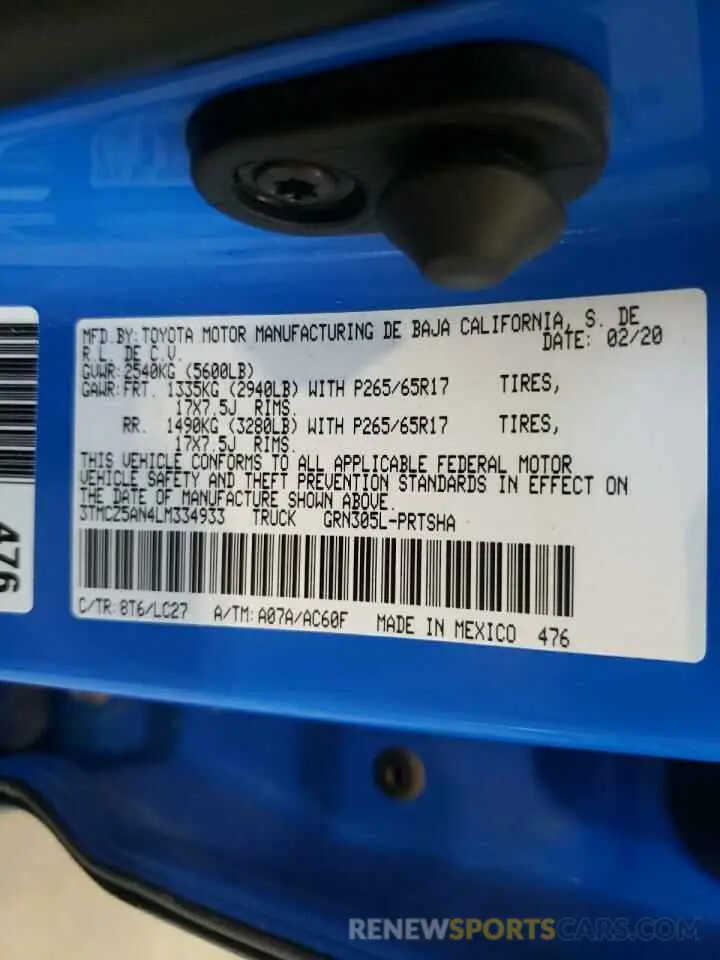 MFD. BY: TOYOTA MOTOR MANUFACTURING DE BAJA CALIFORNIA, S. DE
R.L. DE C.V. DATE: 02/20
GVWR: 2540KG (5600LB)
GAWR: FRT. 1335KG (2940LB) WITH P265/65R17 TIRES,
17X7.5J RIMS.
RR. 1490KG (3280LB) WITH P265/65R17 TIRES,
17X7.5J RIMS.
THIS VEHICLE CONFORMS TO ALL APPLICABLE FEDERAL MOTOR
VEHICLE SAFETY AND THEFT PREVENTION STANDARDS IN EFFECT ON
THE DATE OF MANUFACTURE SHOWN ABOVE.
3TMCZ5AN4LM334933 TRUCK GRN305L-PRTSHA
C/TR: 8T6/LC27 A/TM: A07A/AC60F MADE IN MEXICO 476
476
RENEWSPORTSCARS.COM